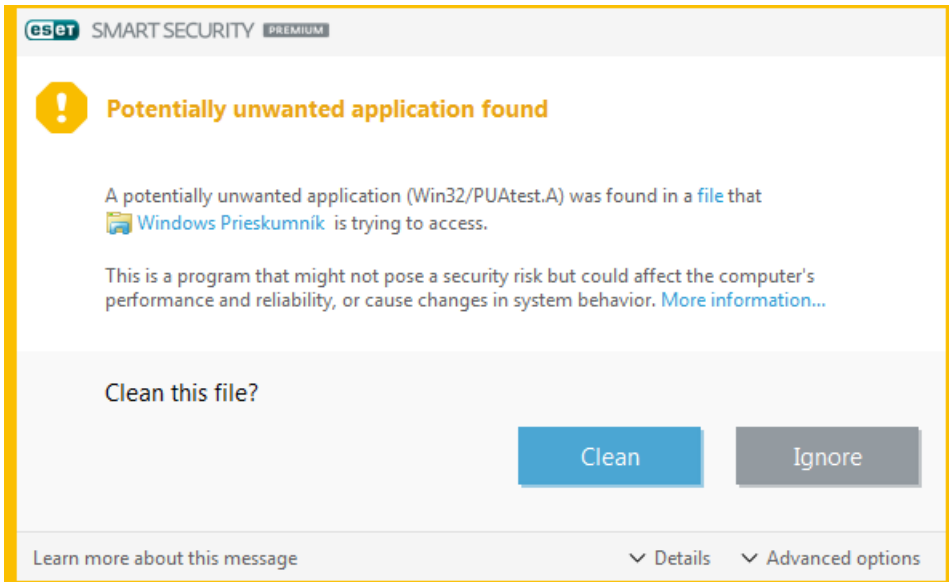 eset SMART SECURITY PREMIUM
Potentially unwanted application found
A potentially unwanted application (Win32/PUAtest.A) was found in a file that
Windows Prieskumník is trying to access.
This is a program that might not pose a security risk but could affect the computer's
performance and reliability, or cause changes in system behavior. More information...
Clean this file?
Clean Ignore
Learn more about this message Details Advanced options